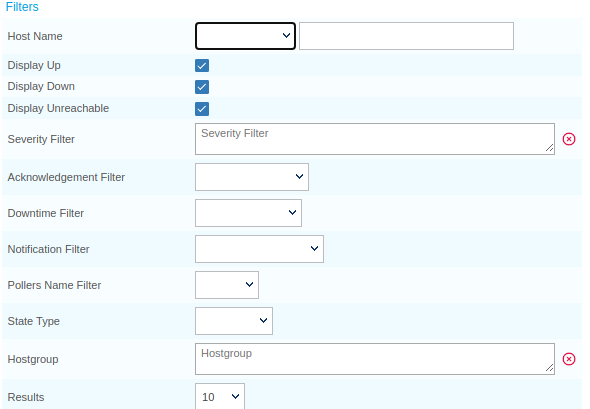 Filters
Host Name
Display Up
Display Down
Display Unreachable
Severity Filter Severity Filter
Acknowledgement Filter
Downtime Filter
Notification Filter
Pollers Name Filter
State Type
Hostgroup Hostgroup
Results 10